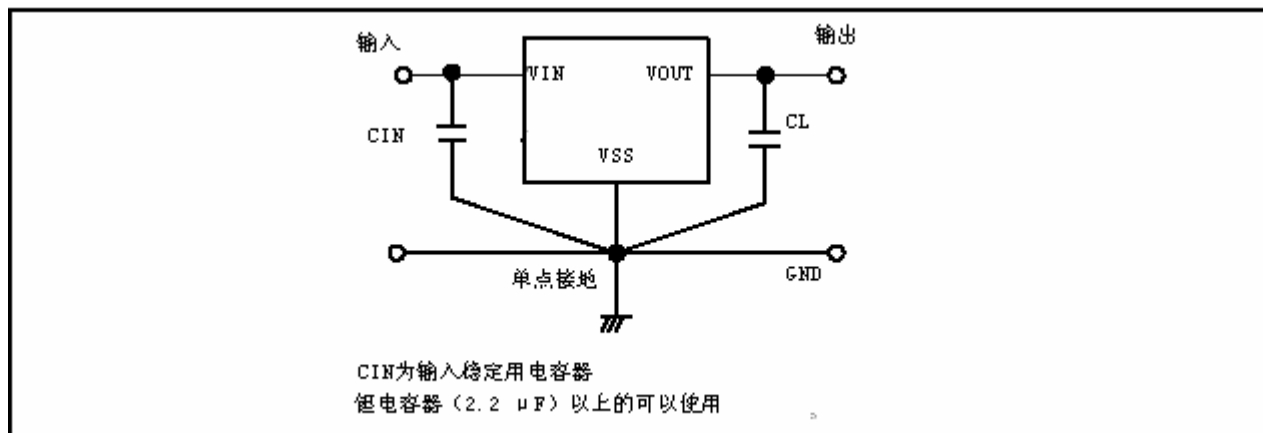 输入
输出
VIN
VOUT
CIN
CL
VSS
单点接地
GND
CIN为输入稳定用电容器
钽电容器（2.2 μF）以上的可以使用